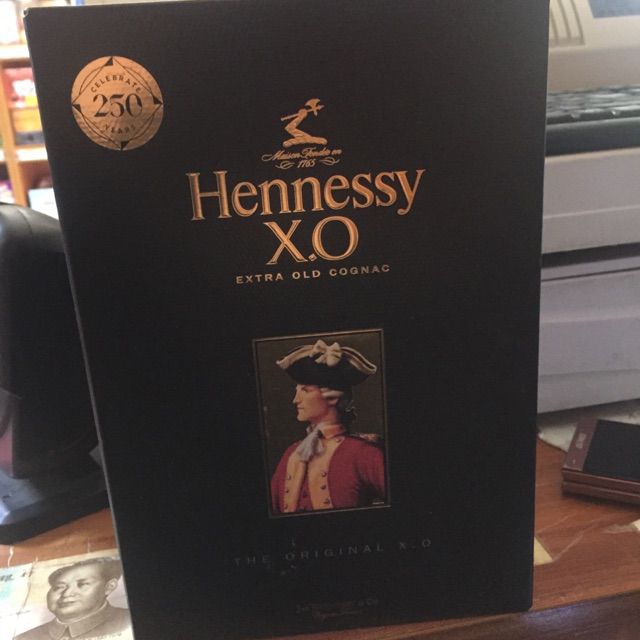 CELEBRATE
250
YEARS
Maison Fondée en
1765
Hennessy
X.O
EXTRA OLD COGNAC
THE ORIGINAL X.O